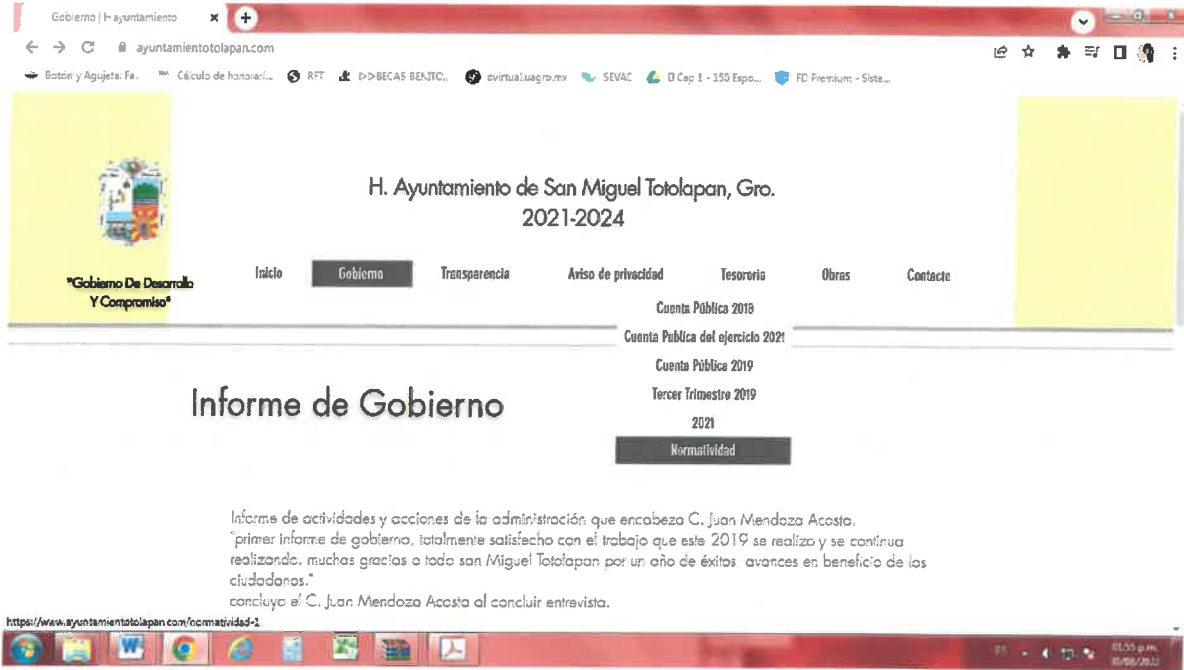 Gobierno | H ayuntamiento
ayuntamientotolapan.com
Botón y Agujeta: Fa...
Cálculo de honorari...
RFT
▷▷BECAS BENITO...
cvirtual.uagro.mx
SEVAC
Cap 1 - 150 Espo...
FD Premium - Siste...
H. Ayuntamiento de San Miguel Totolapan, Gro.
2021-2024
"Gobierno De Desarrollo
Y Compromiso"
Inicio
Gobierno
Transparencia
Aviso de privacidad
Tesoreria
Obras
Contacto
Cuenta Pública 2018
Cuenta Publica del ejercicio 2021
Cuenta Pública 2019
Tercer Trimestre 2019
2021
Normatividad
Informe de Gobierno
Informe de actividades y acciones de la administración que encabeza C. Juan Mendoza Acosta.
"primer informe de gobierno, totalmente satisfecho con el trabajo que este 2019 se realizo y se continua
realizando, muchas gracias a todo san Miguel Totolapan por un año de éxitos, avances en beneficio de los
ciudadanos."
concluyo el C. Juan Mendoza Acosta al concluir entrevista.
https://www.ayuntamientotolapan.com/normatividad-1
ES
01:55 p.m.